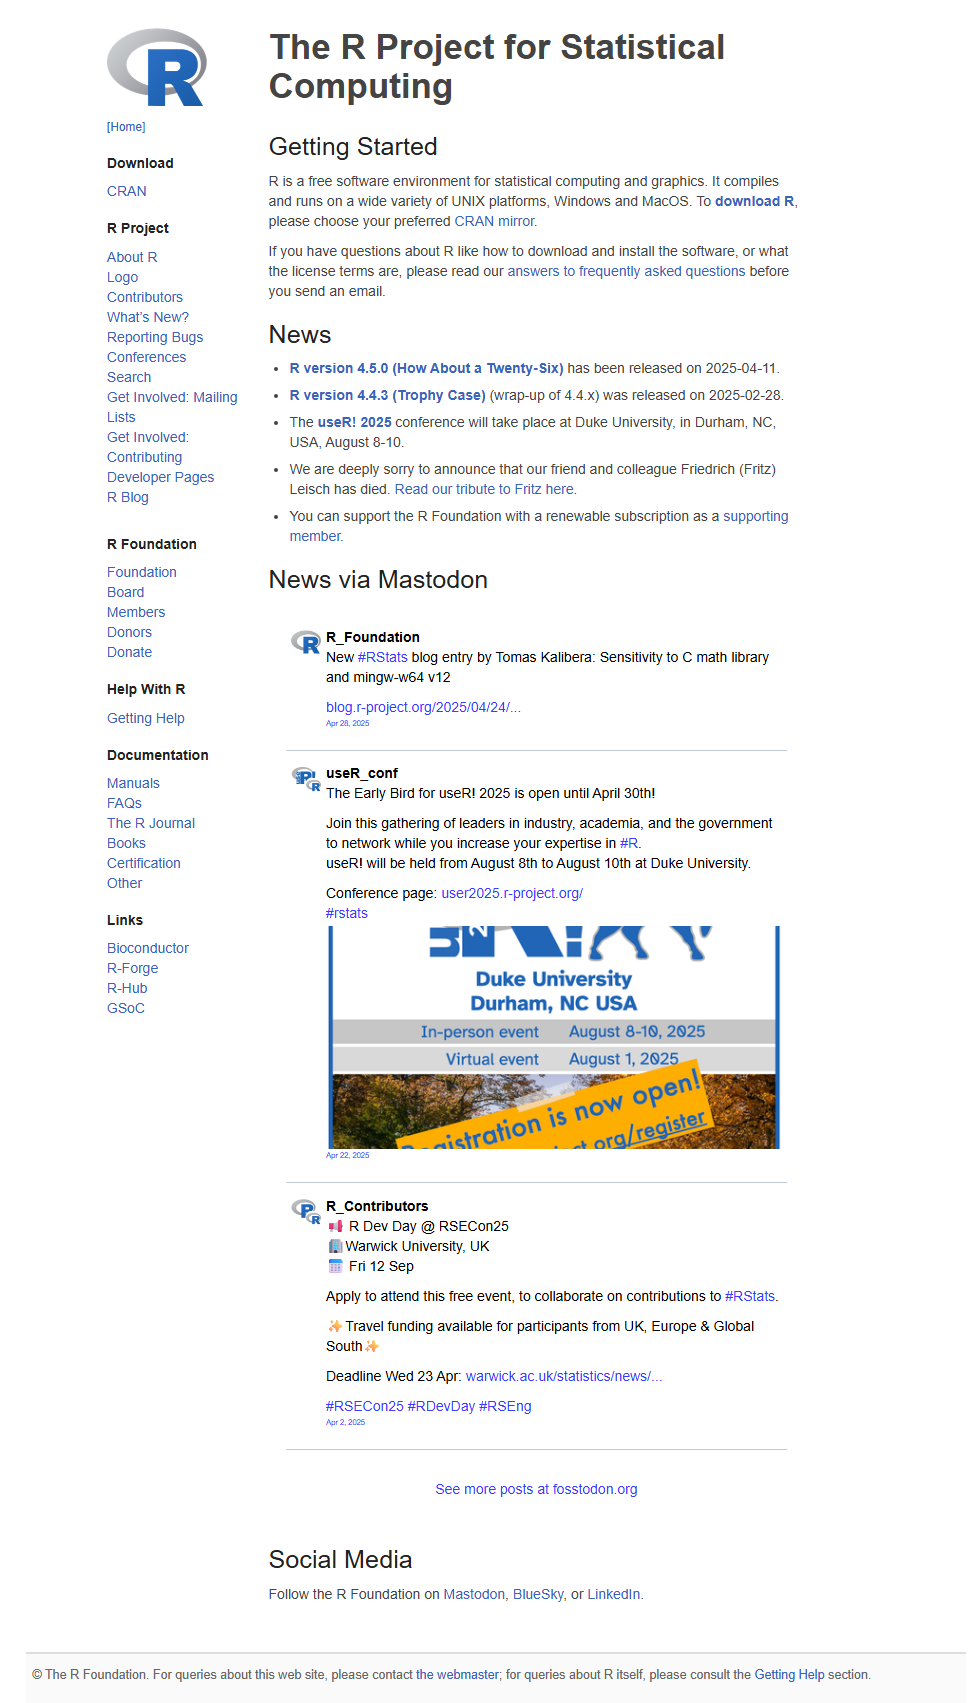 R
[Home]
Download
CRAN
R Project
About R
Logo
Contributors
What's New?
Reporting Bugs
Conferences
Search
Get Involved: Mailing
Lists
Get Involved:
Contributing
Developer Pages
R Blog
R Foundation
Foundation
Board
Members
Donors
Donate
Help With R
Getting Help
Documentation
Manuals
FAQs
The R Journal
Books
Certification
Other
Links
Bioconductor
R-Forge
R-Hub
GSoC
The R Project for Statistical
Computing
Getting Started
R is a free software environment for statistical computing and graphics. It compiles
and runs on a wide variety of UNIX platforms, Windows and MacOS. To download R,
please choose your preferred CRAN mirror.
If you have questions about R like how to download and install the software, or what
the license terms are, please read our answers to frequently asked questions before
you send an email.
News
• R version 4.5.0 (How About a Twenty-Six) has been released on 2025-04-11.
• R version 4.4.3 (Trophy Case) (wrap-up of 4.4.x) was released on 2025-02-28.
• The useR! 2025 conference will take place at Duke University, in Durham, NC,
USA, August 8-10.
• We are deeply sorry to announce that our friend and colleague Friedrich (Fritz)
Leisch has died. Read our tribute to Fritz here.
• You can support the R Foundation with a renewable subscription as a supporting
member.
News via Mastodon
R_Foundation
New #RStats blog entry by Tomas Kalibera: Sensitivity to C math library
and mingw-w64 v12
blog.r-project.org/2025/04/24/...
Apr 28, 2025
useR_conf
The Early Bird for useR! 2025 is open until April 30th!
Join this gathering of leaders in industry, academia, and the government
to network while you increase your expertise in #R.
useR! will be held from August 8th to August 10th at Duke University.
Conference page: user2025.r-project.org/
#rstats
Duke University
Durham, NC USA
In-person event August 8-10, 2025
Virtual event August 1, 2025
Registration is now open!
org/register
Apr 22, 2025
R_Contributors
📢 R Dev Day @ RSECon25
🏢Warwick University, UK
📅 Fri 12 Sep
Apply to attend this free event, to collaborate on contributions to #RStats.
✨Travel funding available for participants from UK, Europe & Global
South✨
Deadline Wed 23 Apr: warwick.ac.uk/statistics/news/...
#RSECon25 #RDevDay #RSEng
Apr 2, 2025
See more posts at fosstodon.org
Social Media
Follow the R Foundation on Mastodon, BlueSky, or LinkedIn.
© The R Foundation. For queries about this web site, please contact the webmaster; for queries about R itself, please consult the Getting Help section.